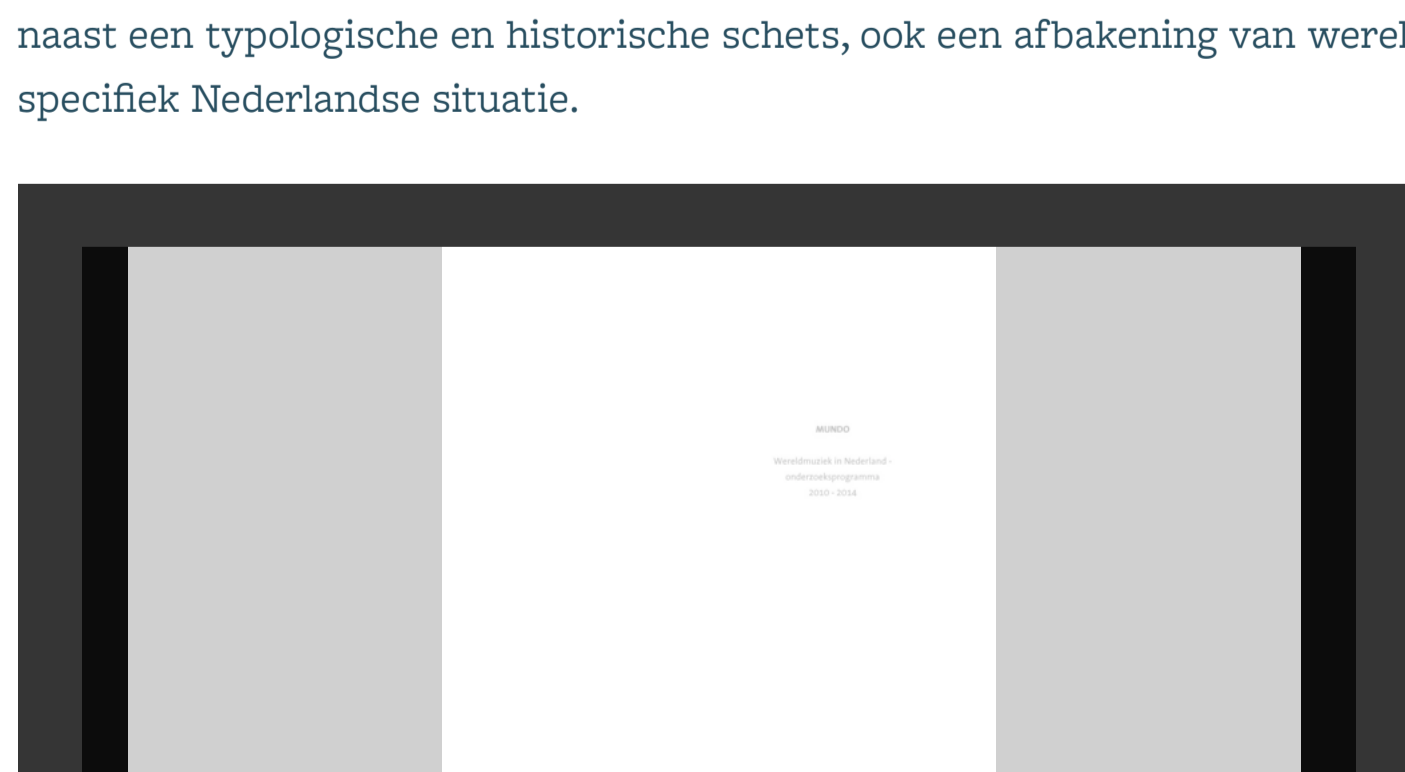 naast een typologische en historische schets, ook een afbakening van werel
specifiek Nederlandse situatie.
MUNDO
Wereldmuziek in Nederland -
onderzoeksprogramma
2010 - 2014